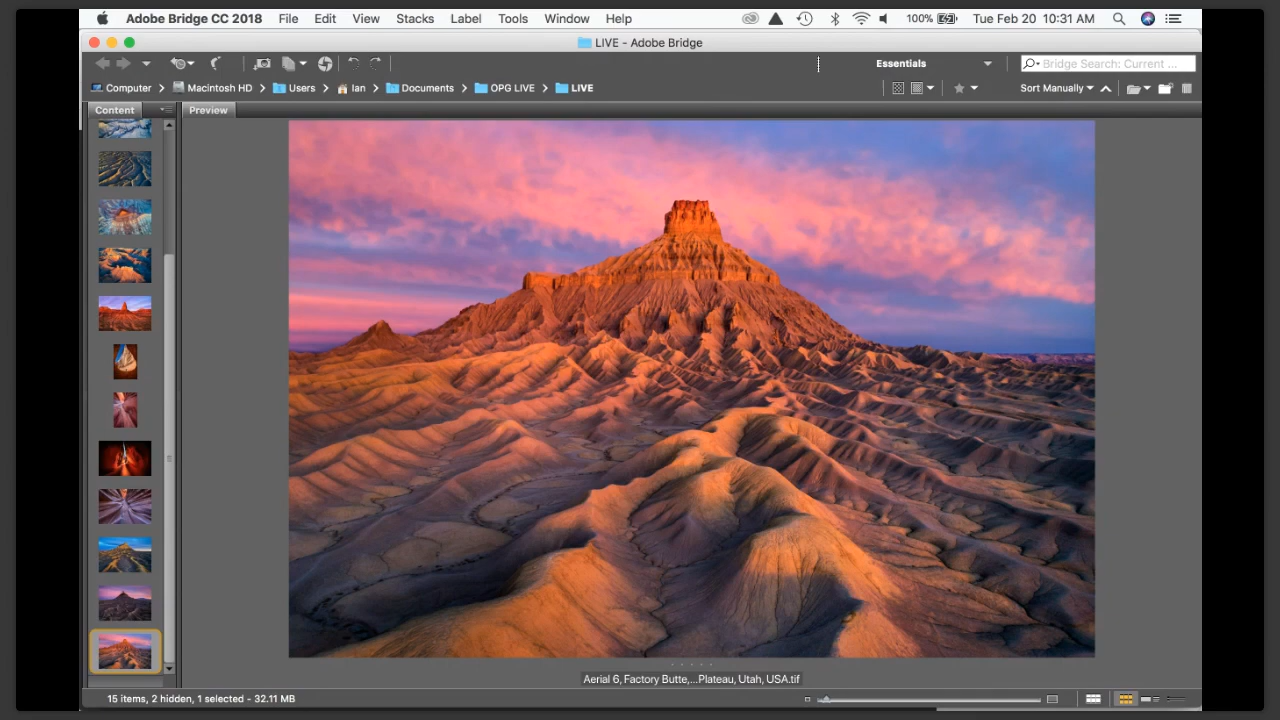 Adobe Bridge CC 2018 File Edit View Stacks Label Tools Window Help 100% Tue Feb 20 10:31 AM
LIVE - Adobe Bridge
Essentials Bridge Search: Current ...
Computer Macintosh HD Users Ian Documents OPG LIVE LIVE Sort Manually
Content Preview
Aerial 6, Factory Butte,...Plateau, Utah, USA.tif
15 items, 2 hidden, 1 selected - 32.11 MB